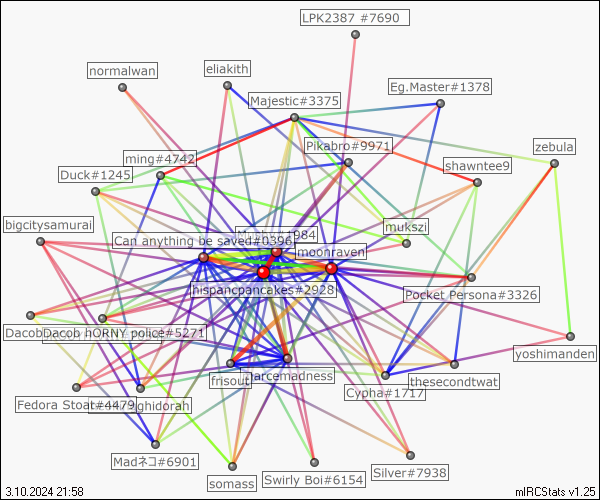 LPK2387 #7690
normalwan
eliakith
Eg.Master#1378
Majestic#3375
Pikabro#9971
zebula
ming#4742
shawntee9
Duck#1245
bigcitysamurai
mukszi
Can anything be saved#0396
1984
moonraven
hispancpancakes#2928
Pocket Persona#3326
Dacob
Dacob hORNY police#5271
yoshimanden
frisout
arcemadness
thesecondtwat
Cypha#1717
Fedora Stoat#4479
ghidorah
Madネコ#6901
Silver#7938
Swirly Boi#6154
somass
3.10.2024 21:58
mIRCStats v1.25